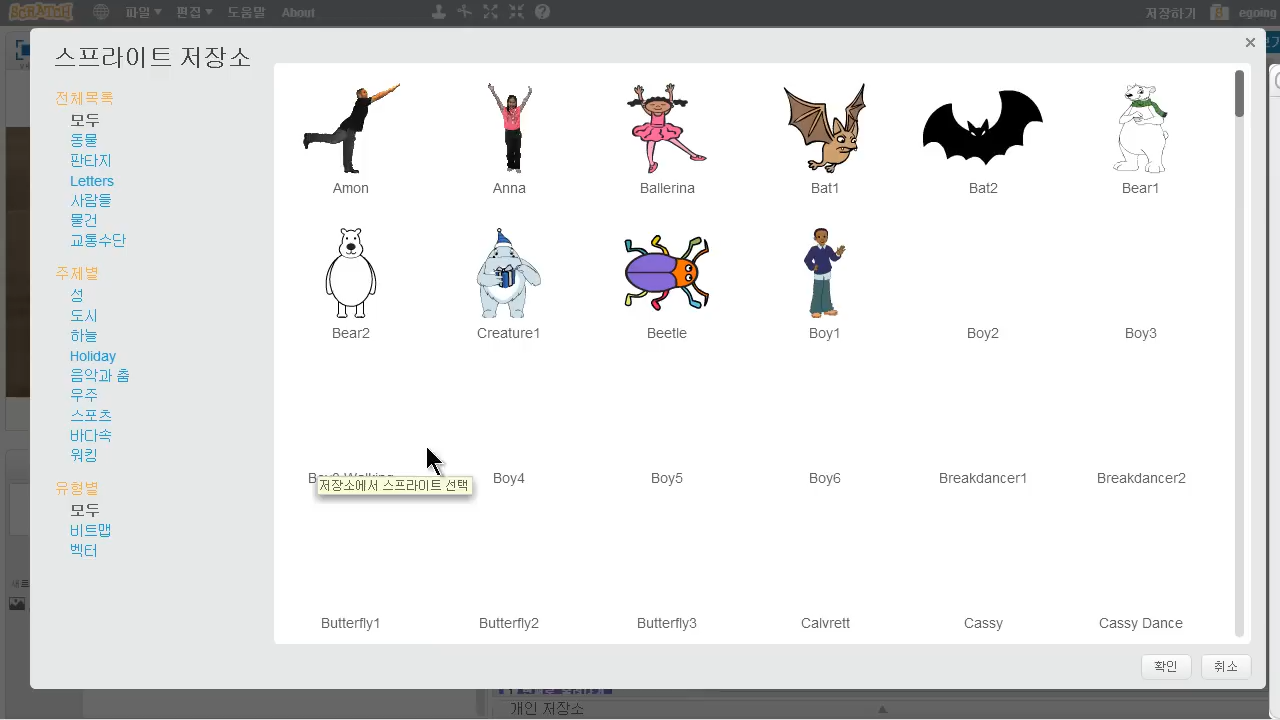 SCRATCH 파일 편집 도움말 About 저장하기 egoing
스프라이트 저장소
전체목록
모두
동물
판타지
Letters
사람들
물건
교통수단
주제별
성
도시
하늘
Holiday
음악과 춤
우주
스포츠
바다속
워킹
유형별
모두
비트맵
벡터
Amon Anna Ballerina Bat1 Bat2 Bear1
Bear2 Creature1 Beetle Boy1 Boy2 Boy3
Boy4 Boy5 Boy6 Breakdancer1 Breakdancer2
저장소에서 스프라이트 선택
Butterfly1 Butterfly2 Butterfly3 Calvrett Cassy Cassy Dance
확인 취소
개인 저장소